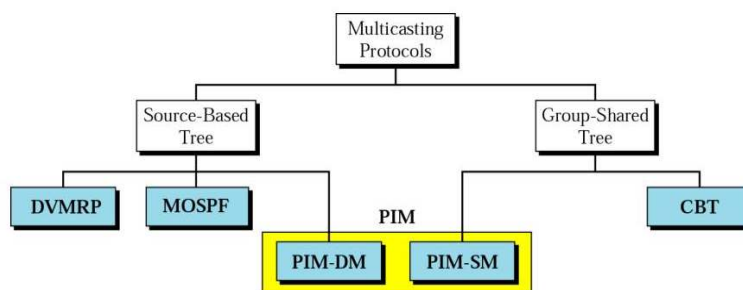 Multicasting
Protocols
Source-Based
Tree
Group-Shared
Tree
DVMRP
MOSPF
PIM
CBT
PIM-DM
PIM-SM